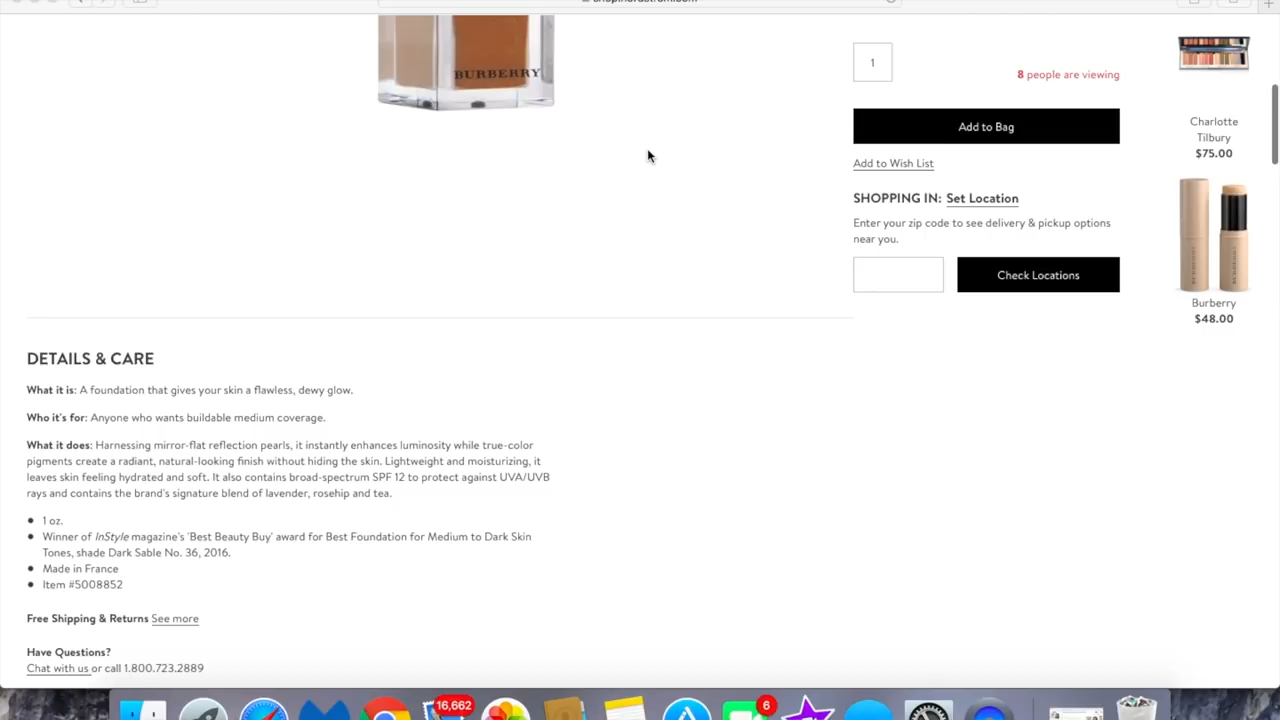 BURBERRY
1
8 people are viewing
Add to Bag
Add to Wish List
SHOPPING IN: Set Location
Enter your zip code to see delivery & pickup options
near you.
Check Locations
Charlotte
Tilbury
$75.00
Burberry
$48.00
DETAILS & CARE
What it is: A foundation that gives your skin a flawless, dewy glow.
Who it's for: Anyone who wants buildable medium coverage.
What it does: Harnessing mirror-flat reflection pearls, it instantly enhances luminosity while true-color
pigments create a radiant, natural-looking finish without hiding the skin. Lightweight and moisturizing, it
leaves skin feeling hydrated and soft. It also contains broad-spectrum SPF 12 to protect against UVA/UVB
rays and contains the brand's signature blend of lavender, rosehip and tea.
1 oz.
Winner of InStyle magazine's 'Best Beauty Buy' award for Best Foundation for Medium to Dark Skin
Tones, shade Dark Sable No. 36, 2016.
Made in France
Item #5008852
Free Shipping & Returns See more
Have Questions?
Chat with us or call 1.800.723.2889
16,662
6